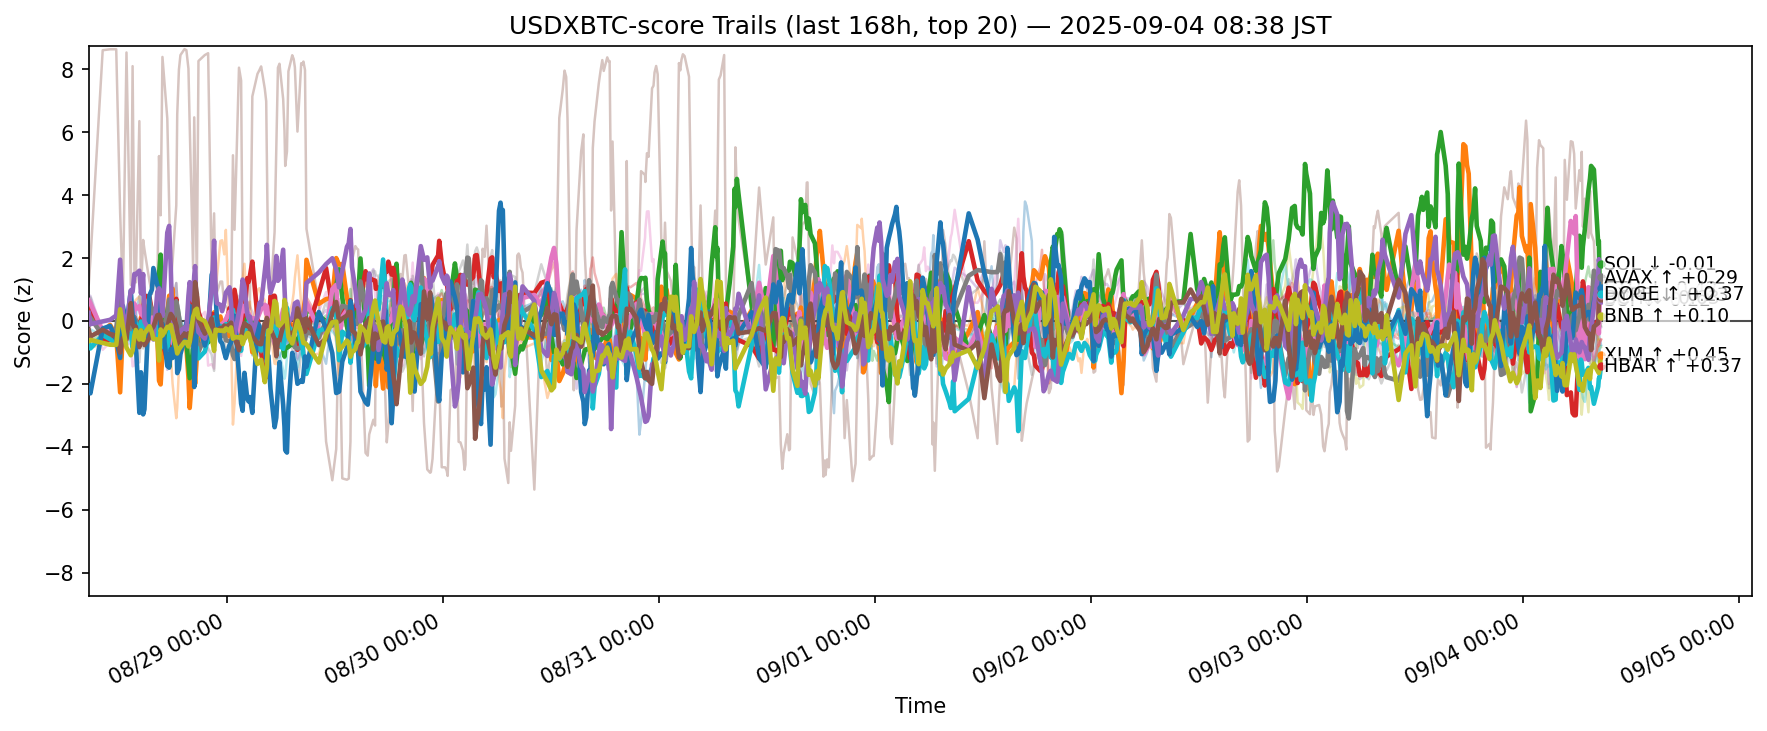 USDXBTC-score Trails (last 168h, top 20) — 2025-09-04 08:38 JST
Score (z)
8
6
4
2
0
−2
−4
−6
−8
SOL ↓ -0.01
AVAX ↑ +0.29
DOGE ↑ +0.37
BNB ↑ +0.10
XLM ↑ +0.45
HBAR ↑ +0.37
08/29 00:00
08/30 00:00
08/31 00:00
09/01 00:00
09/02 00:00
09/03 00:00
09/04 00:00
09/05 00:00
Time